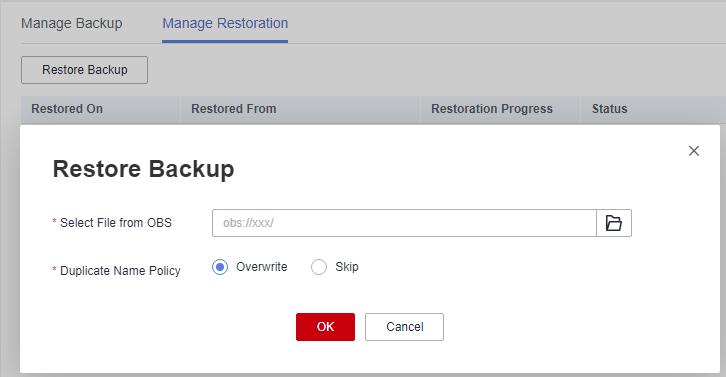 Manage Backup Manage Restoration
Restore Backup
Restored On Restored From Restoration Progress Status
Restore Backup
* Select File from OBS obs://xxx/
* Duplicate Name Policy Overwrite Skip
OK Cancel